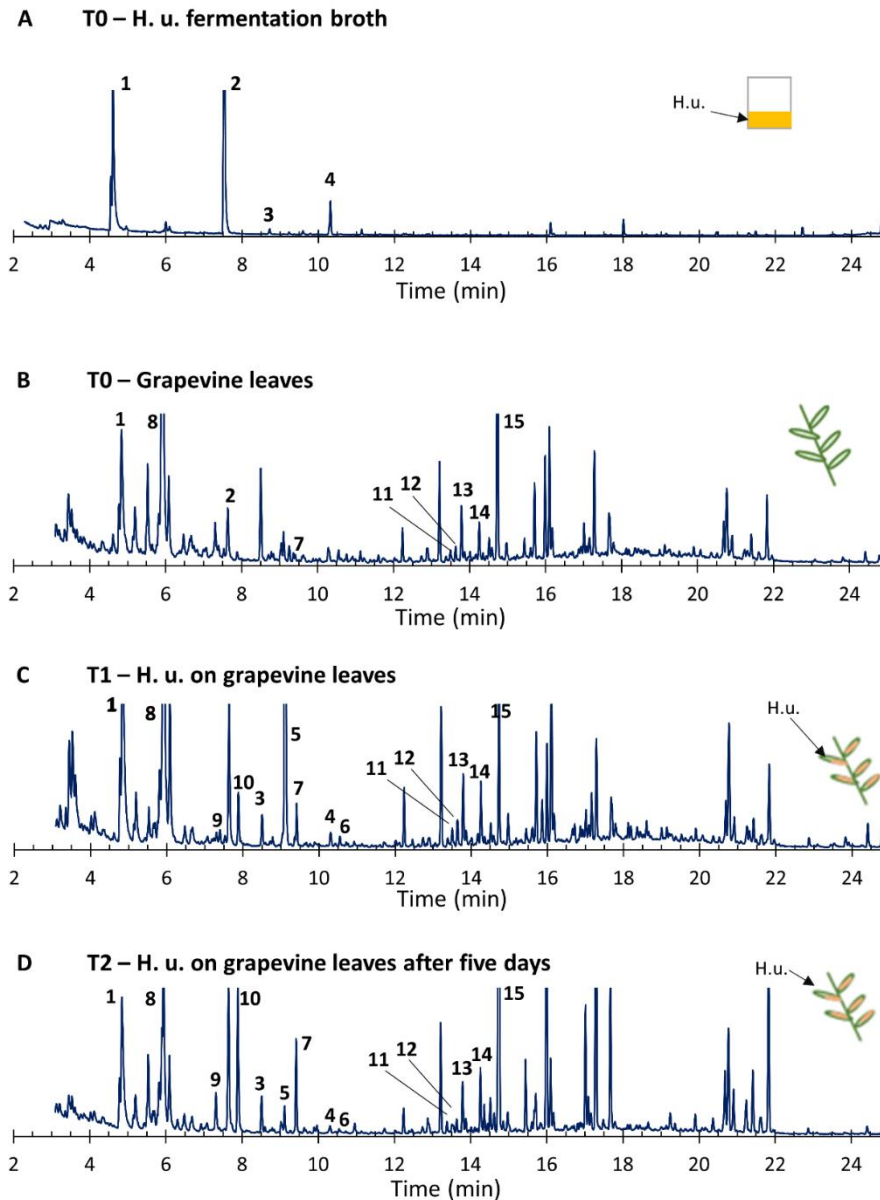 A T0 – H. u. fermentation broth
1 2
H.u.
4
3
2 4 6 8 10 12 14 16 18 20 22 24
Time (min)
B T0 – Grapevine leaves
1 8 15
12 13
11 14
2
7
2 4 6 8 10 12 14 16 18 20 22 24
Time (min)
C T1 – H. u. on grapevine leaves
1 8 15 H.u.
5
12 13
11 14
10 7
9 3 4 6
2 4 6 8 10 12 14 16 18 20 22 24
Time (min)
D T2 – H. u. on grapevine leaves after five days
H.u.
1 8 10 15
7
12 14
11 13
9 3 5
4 6
2 4 6 8 10 12 14 16 18 20 22 24
Time (min)